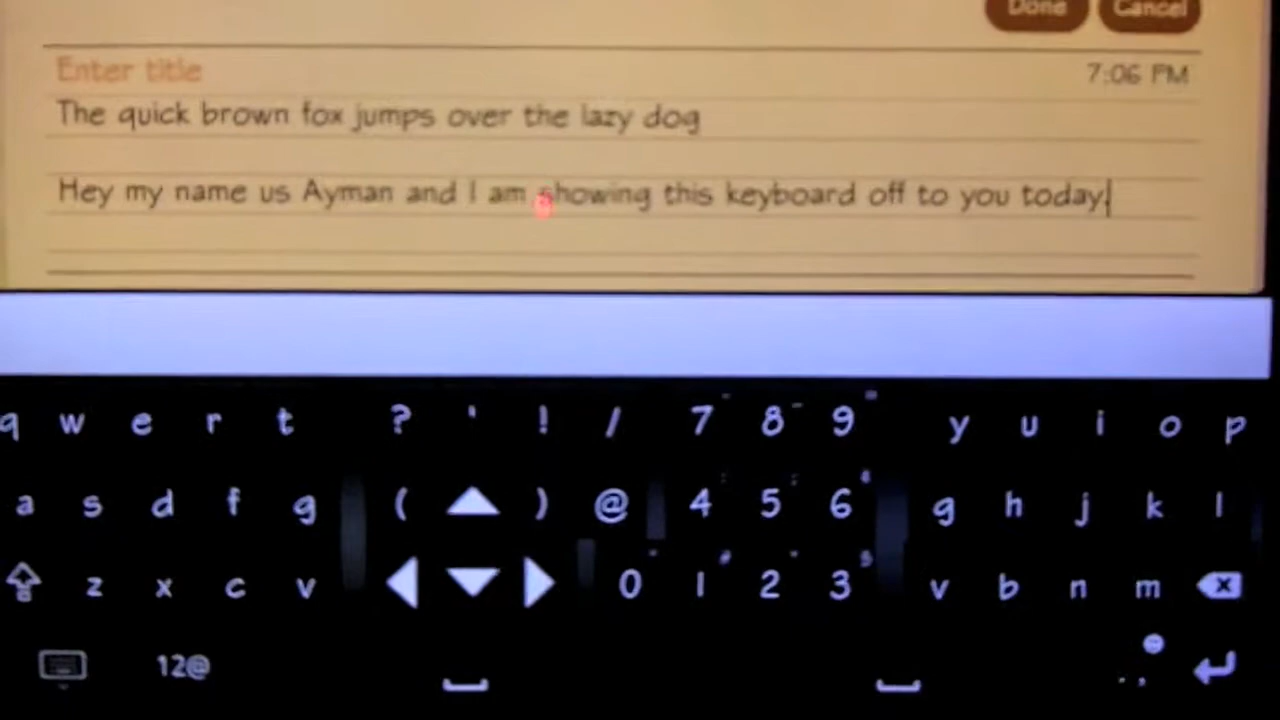 Done Cancel
Enter title 7:06 PM
The quick brown fox jumps over the lazy dog
Hey my name us Ayman and I am showing this keyboard off to you today
q w e r t ? ' ! / 7 8 9 y u i o p
a s d f g ( ) @ 4 5 6 g h j k l
z x c v 0 1 2 3 v b n m
12@ . ,